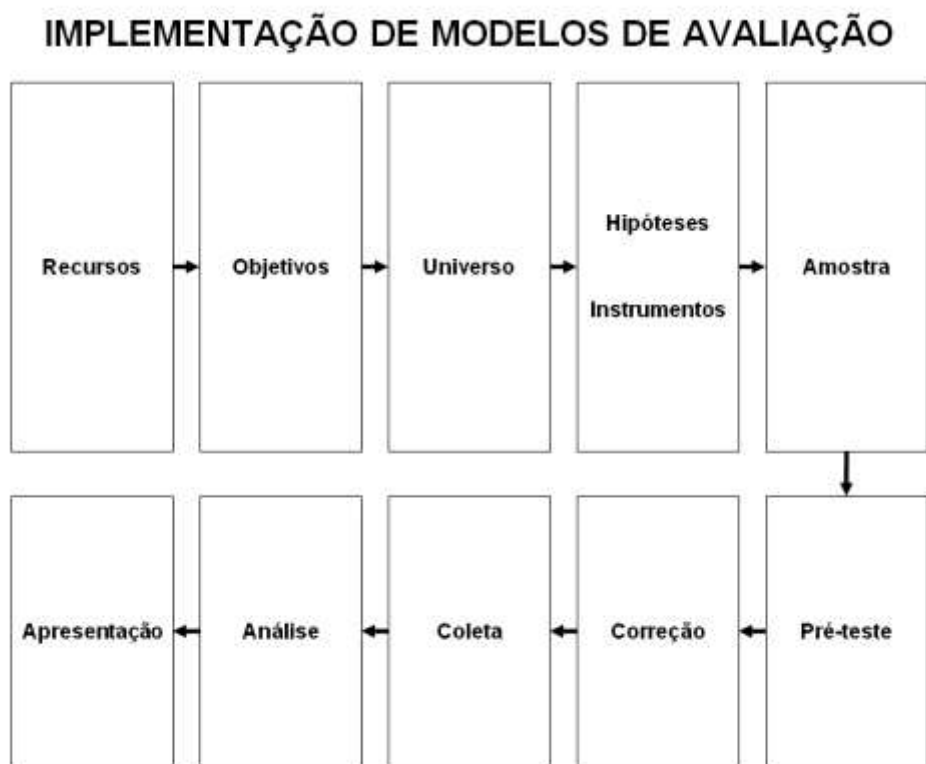 IMPLEMENTAÇÃO DE MODELOS DE AVALIAÇÃO
Recursos
Objetivos
Universo
Hipóteses
Instrumentos
Amostra
Pré-teste
Correção
Coleta
Análise
Apresentação